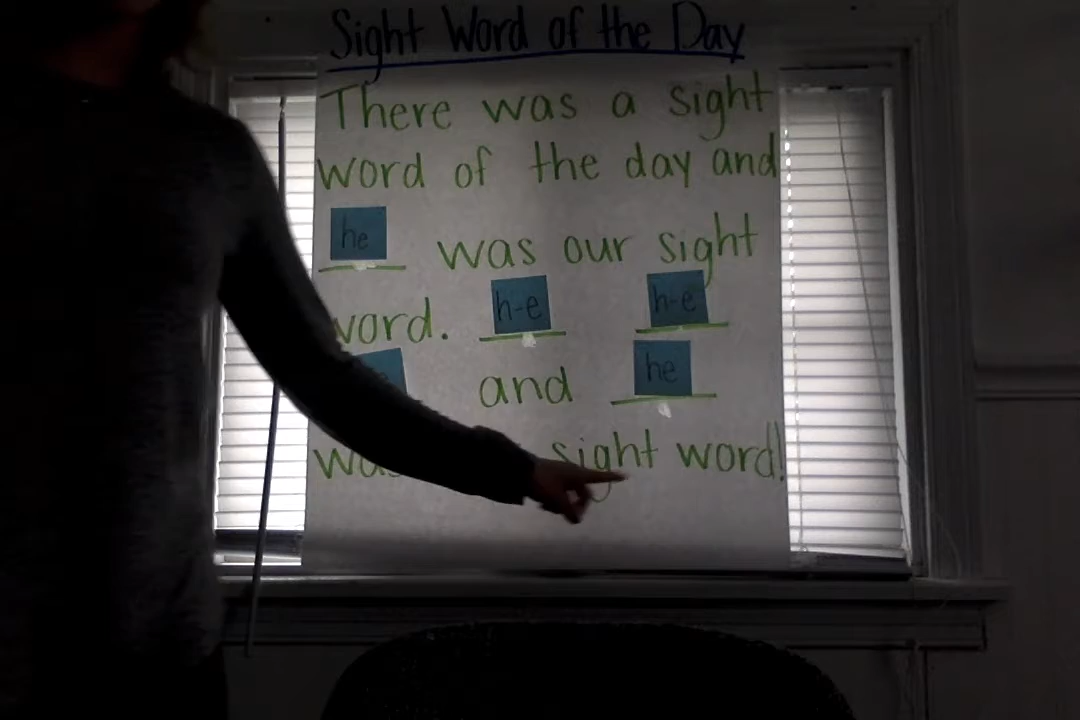 Sight Word of the Day
There was a sight
word of the day and
he was our sight
word. h-e h-e
and he
was sight word!